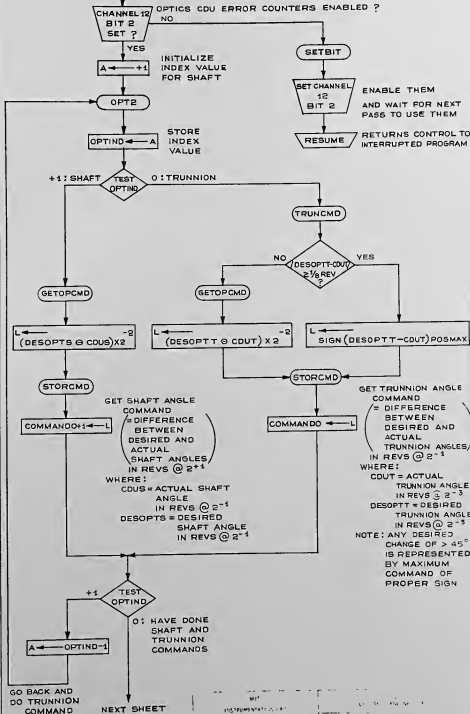 OPTICS CDU ERROR COUNTERS ENABLED ?
CHANNEL 12
BIT 2
SET ?
NO
YES
A ← +1
INITIALIZE
INDEX VALUE
FOR SHAFT
SETBIT
SET CHANNEL
12
BIT 2
ENABLE THEM
AND WAIT FOR NEXT
PASS TO USE THEM
RESUME
RETURNS CONTROL TO
INTERRUPTED PROGRAM
OPT2
STORE
INDEX
VALUE
OPTIND ← A
+1: SHAFT
TEST
OPTIND
0: TRUNNION
TRUNCMD
NO
/DESOPTT-CDUT/
≥ 1/8 REV
?
YES
GETOPCMD
GETOPCMD
L ← (DESOPTS ⊖ CDUS) X2 -2
L ← (DESOPTT ⊖ CDUT) X2 -2
L ← SIGN (DESOPTT-CDUT) POSMAX
STORCMD
STORCMD
COMMANDO+1 ← L
COMMANDO ← L
GET SHAFT ANGLE
COMMAND
(= DIFFERENCE
BETWEEN
DESIRED AND
ACTUAL
SHAFT ANGLES)
IN REVS @ 2+1
WHERE:
CDUS = ACTUAL SHAFT
ANGLE
IN REVS @ 2-1
DESOPTS = DESIRED
SHAFT ANGLE
IN REVS @ 2-1
GET TRUNNION ANGLE
COMMAND
(= DIFFERENCE
BETWEEN
DESIRED AND
ACTUAL
TRUNNION ANGLES)
IN REVS @ 2-1
WHERE:
CDUT = ACTUAL
TRUNNION ANGLE
IN REVS @ 2-3
DESOPTT = DESIRED
TRUNNION ANGLE
IN REVS @ 2-3
NOTE: ANY DESIRED
CHANGE OF > 45°
IS REPRESENTED
BY MAXIMUM
COMMAND OF
PROPER SIGN
+1
TEST
OPTIND
0: HAVE DONE
SHAFT AND
TRUNNION
COMMANDS
A ← OPTIND-1
GO BACK AND
DO TRUNNION
COMMAND
NEXT SHEET